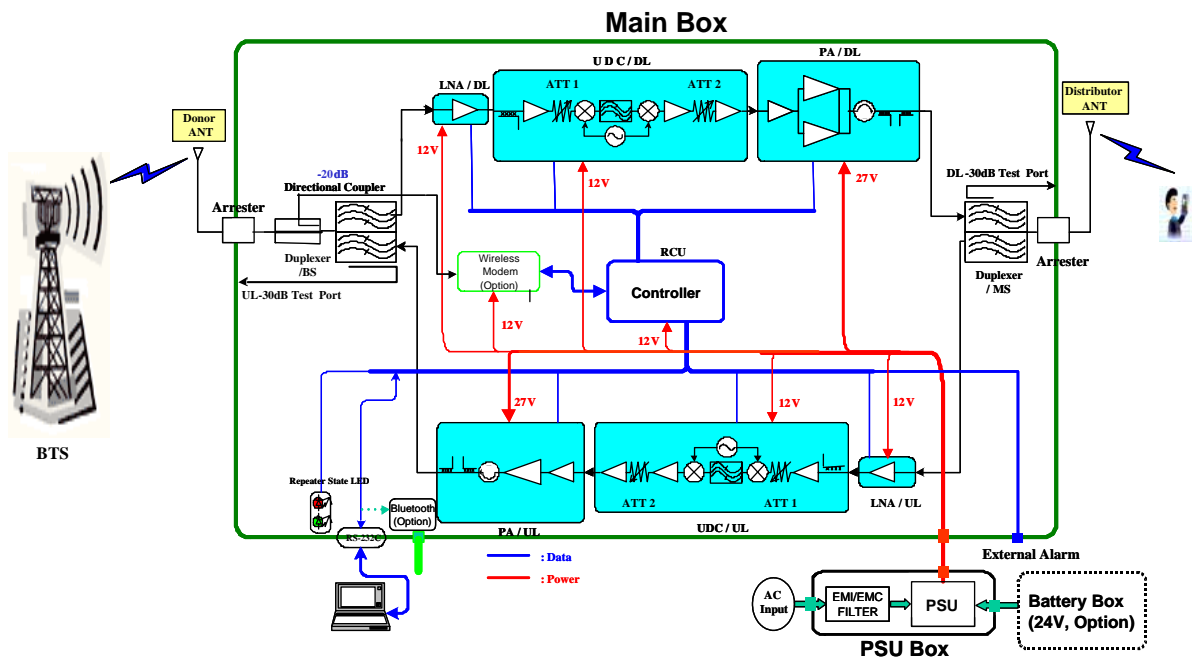 Main Box
U D C / DL
PA / DL
LNA / DL
ATT 1
ATT 2
Distributor
ANT
Donor
ANT
12V
12V
27V
-20dB
Directional Coupler
DL -30dB Test Port
Arrester
Duplexer
/BS
Wireless
Modem
(Option)
RCU
Controller
Arrester
Duplexer
/ MS
UL-30dB Test Port
12V
12V
27V
12V
12V
BTS
Repeater State LED
Bluetooth
(Option)
ATT 2
ATT 1
LNA / UL
PA / UL
UDC / UL
RS-232C
: Data
: Power
External Alarm
AC
Input
EMI/EMC
FILTER
PSU
Battery Box
(24V, Option)
PSU Box